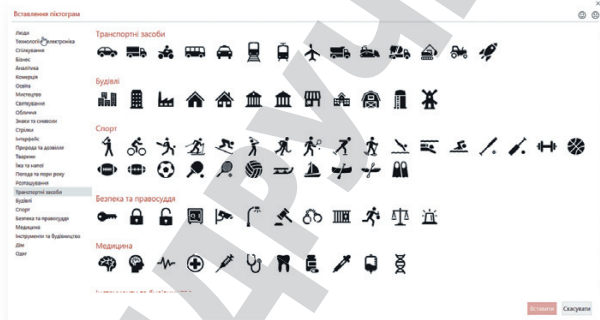 Вставлення піктограм
Люди
Технології й електроніка
Спілкування
Бізнес
Аналітика
Комерція
Освіта
Мистецтво
Святкування
Обличчя
Знаки та символи
Стрілки
Інтерфейс
Природа та дозвілля
Тварини
Їжа та напої
Погода та пори року
Розташування
Транспортні засоби
Будівлі
Спорт
Безпека та правосуддя
Медицина
Інструменти та будівництво
Дім
Одяг
Транспортні засоби
Будівлі
Спорт
Безпека та правосуддя
Медицина
Вставити Скасувати